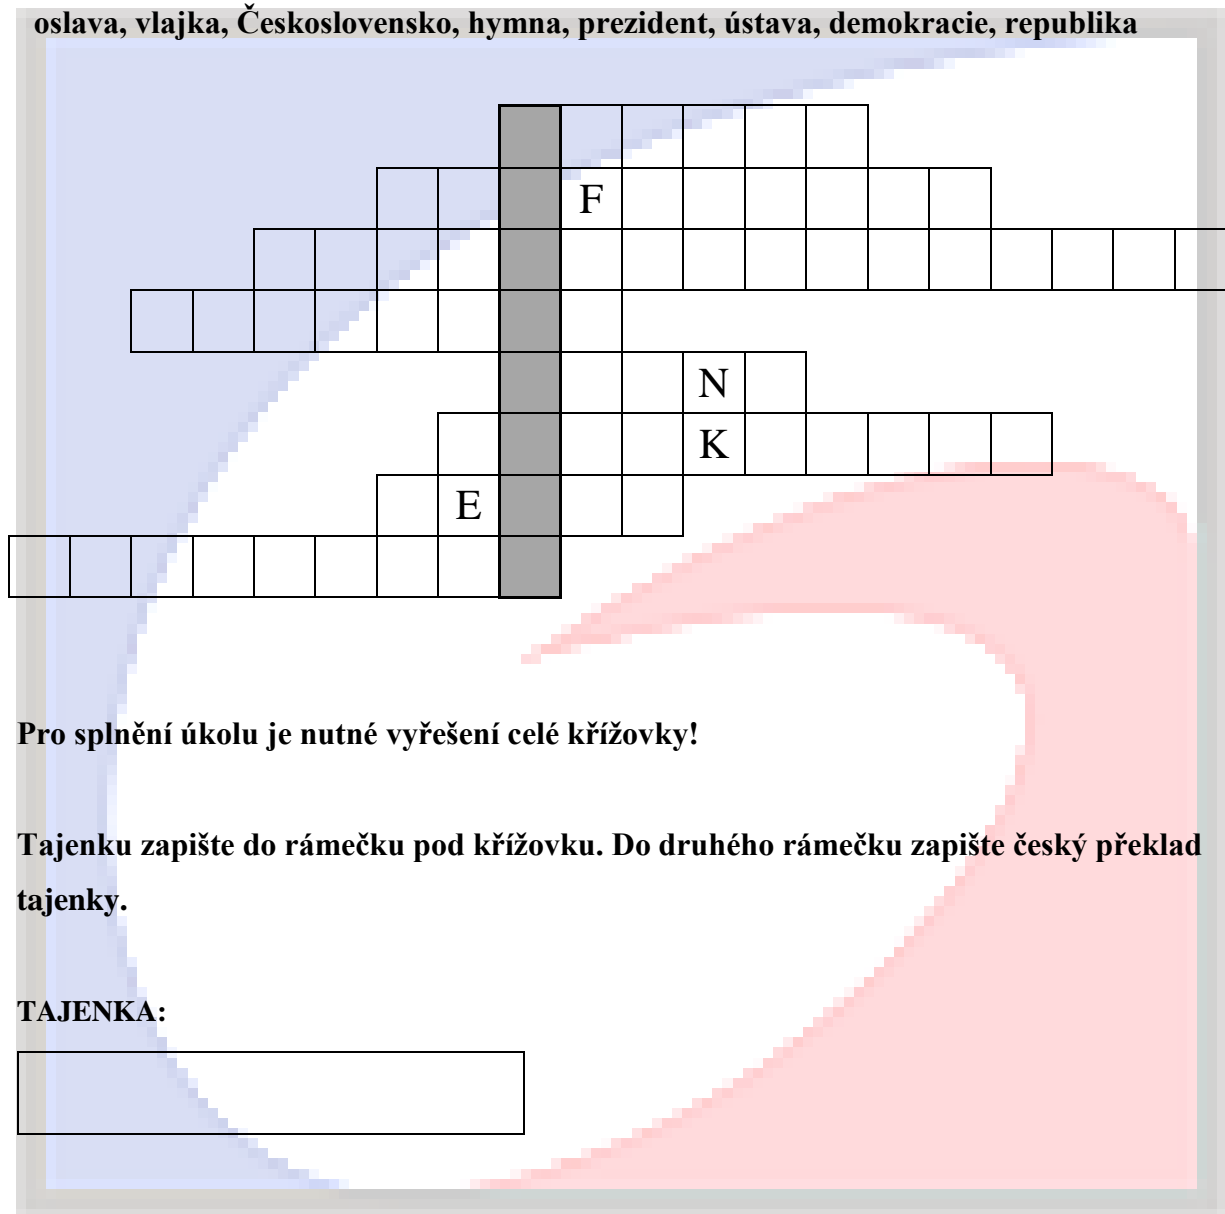 oslava, vlajka, Československo, hymna, prezident, ústava, demokracie, republika
F
N
K
E
Pro splnění úkolu je nutné vyřešení celé křížovky!
Tajenku zapište do rámečku pod křížovku. Do druhého rámečku zapište český překlad
tajenky.
TAJENKA: